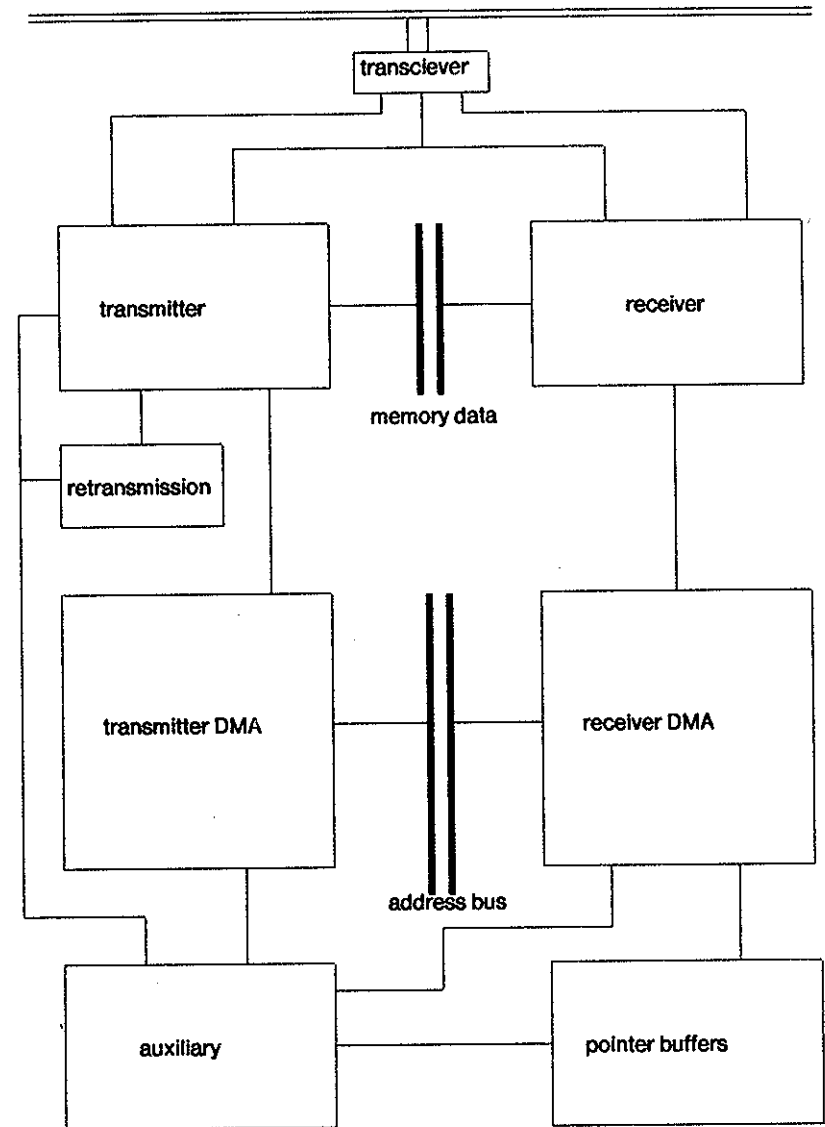 transciever
transmitter
receiver
memory data
retransmission
transmitter DMA
receiver DMA
address bus
auxiliary
pointer buffers